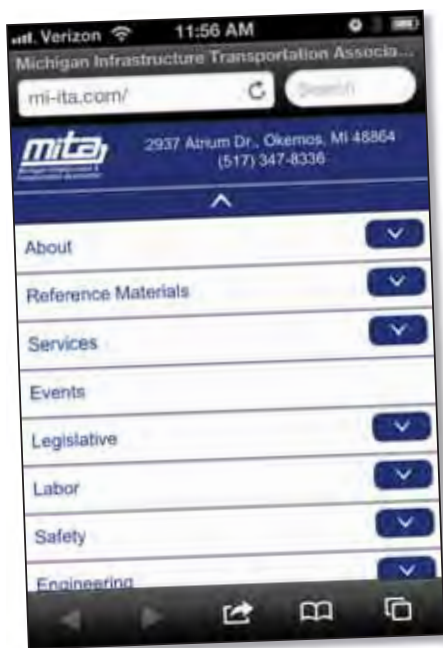 Verizon 11:56 AM
Michigan Infrastructure Transportation Associa...
mi-ita.com/ Search
mita
2937 Atrium Dr., Okemos, MI 48864
(517) 347-8336
About
Reference Materials
Services
Events
Legislative
Labor
Safety
Engineering